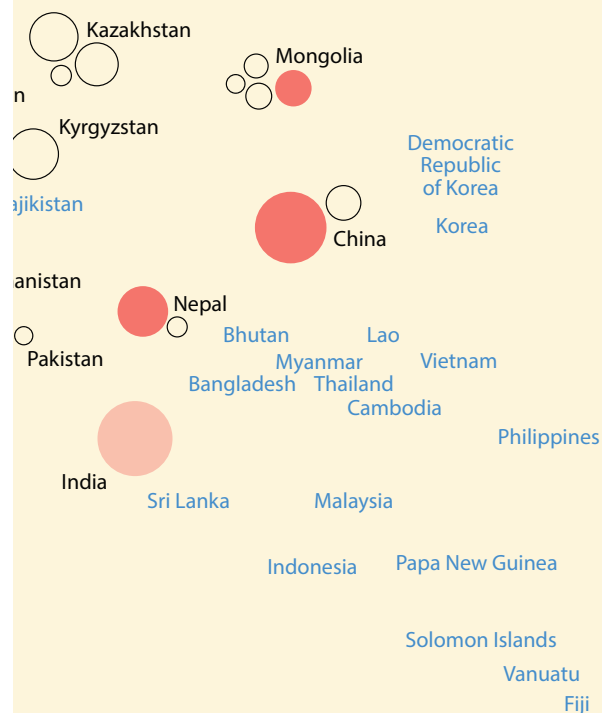 Kazakhstan
Mongolia
n
Kyrgyzstan
Democratic
Republic
of Korea
ajikistan
Korea
China
anistan
Nepal
Bhutan
Lao
Pakistan
Myanmar
Vietnam
Bangladesh
Thailand
Cambodia
Philippines
India
Sri Lanka
Malaysia
Indonesia
Papa New Guinea
Solomon Islands
Vanuatu
Fiji